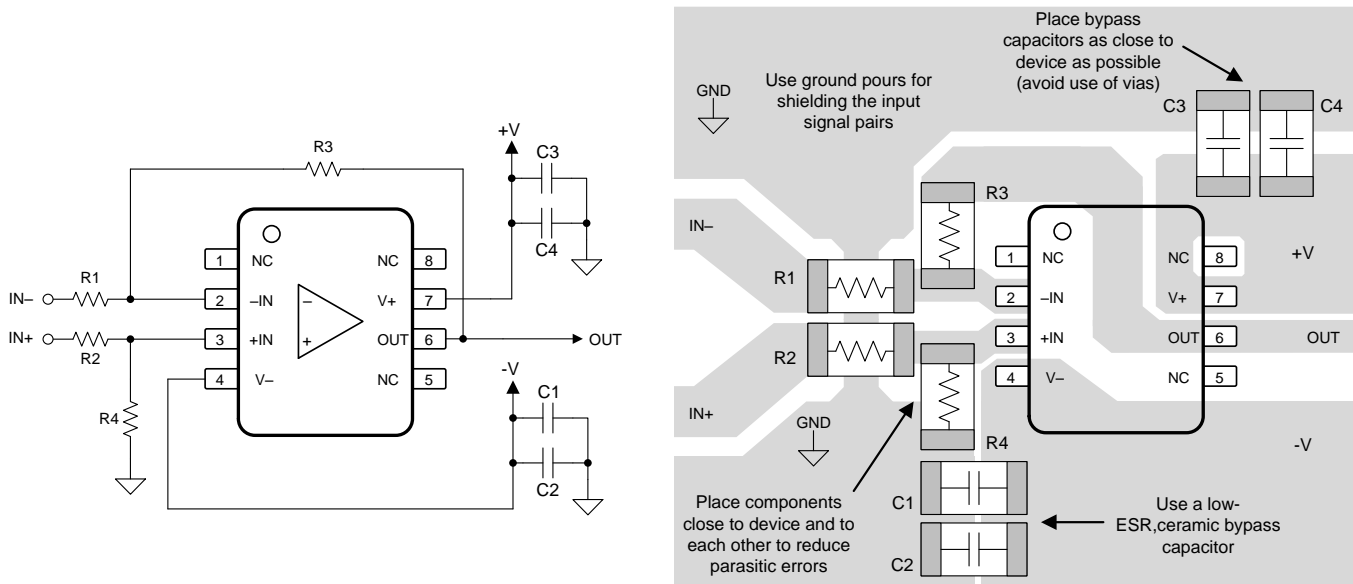 +V
C3
C4
R3
1
NC
NC
8
2
–IN
V+
7
3
+IN
OUT
6
4
V–
NC
5
IN–
R1
IN+
R2
R4
OUT
-V
C1
C2
Place bypass
capacitors as close to
device as possible
(avoid use of vias)
Use ground pours for
shielding the input
signal pairs
GND
C3
C4
R3
IN–
R1
R2
IN+
1
NC
NC
8
2
–IN
V+
7
3
+IN
OUT
6
4
V–
NC
5
+V
OUT
-V
GND
R4
C1
C2
Place components
close to device and to
each other to reduce
parasitic errors
Use a low-
ESR,ceramic bypass
capacitor